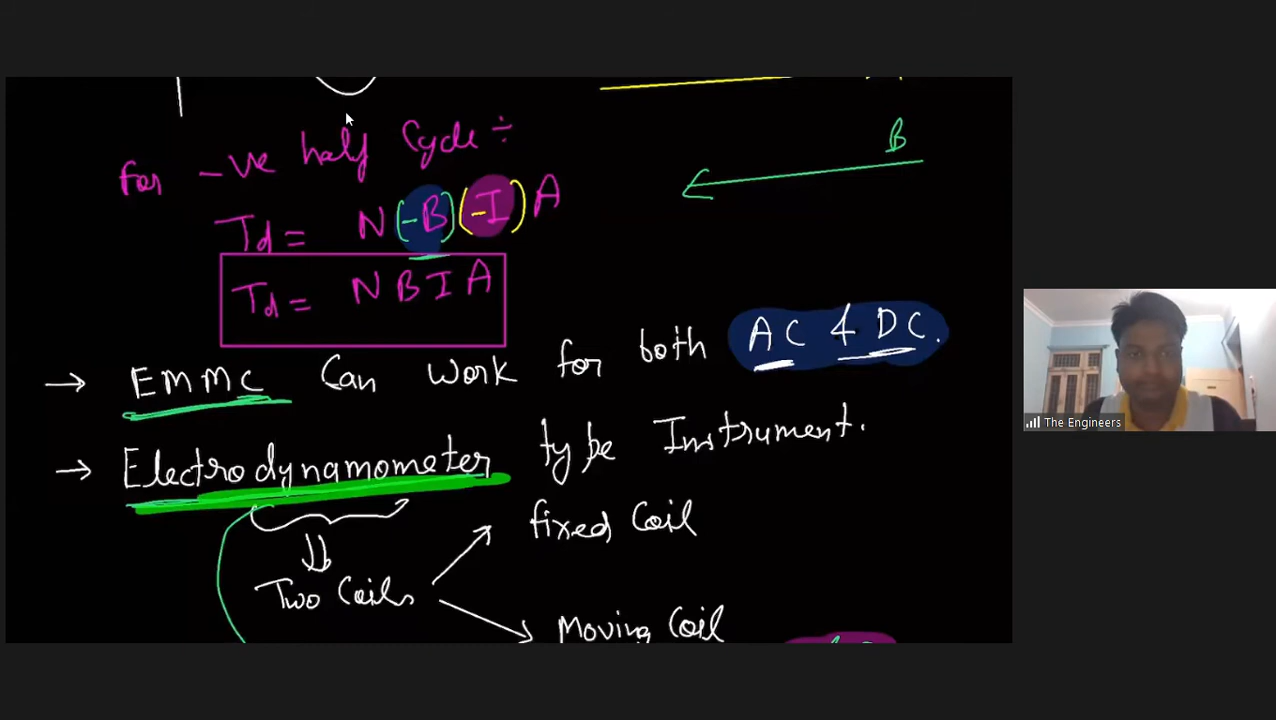 B
for -ve half Cycle ÷
Td = N (-B) (-I) A
Td = N B I A
→ EMMC Can work for both AC & DC.
→ Electrodynamometer type Instrument.
fixed Coil
⇓
Two Coils
Moving Coil
The Engineers